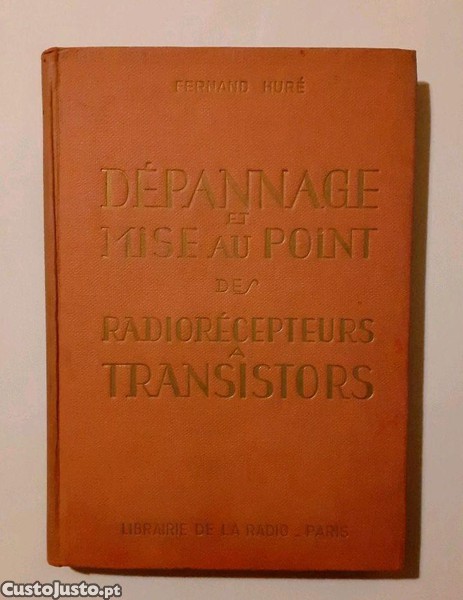 FERNAND HURÉ
DÉPANNAGE
ET
MISE AU POINT
DES
RADIORÉCEPTEURS
A
TRANSISTORS
LIBRAIRIE DE LA RADIO _ PARIS
CustoJusto.pt